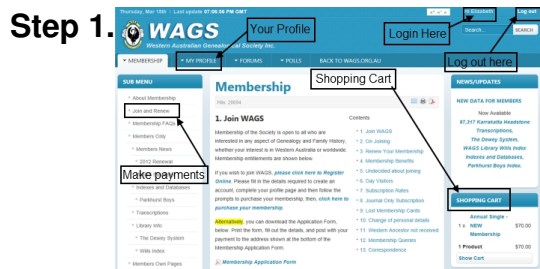 Step 1.
Thursday, Mar 19th - Last update 07:00:00 PM GMT
Hi Elizabeth
Log out
WAGS
Western Australian Genealogical Society Inc.
Your Profile
Login Here
Search...
SEARCH
Log out here
MEMBERSHIP
MY PROFILE
FORUMS
POLLS
BACK TO WAGS.ORG.AU
Shopping Cart
SUB MENU
About Membership
Join and Renew
Membership FAQs
Members Only
Members News
2012 Renewal
Make payments
Indexes and Databases
Parkhurst Boys
Transcriptions
Library Info
The Dewey System
Wills Index
Members Own Pages
Membership
1. Join WAGS
Membership of the Society is open to all who are
interested in any aspect of Genealogy and Family History,
whether your interest is in Western Australia or worldwide.
Membership entitlements are shown below.
If you wish to join WAGS, please click here to Register
Online. Please fill in the details required to create an
account, complete your profile page and then follow the
prompts to purchase your membership, then, click here to
purchase your membership.
Alternatively, you can download the Application Form,
below. Print the form, fill out the details, and post with your
payment to the address shown at the bottom of the
Membership Application Form.
Membership Application Form
Contents
1. Join WAGS
2. On Joining
3. Renew Your Membership
4. Membership Benefits
5. Undecided about joining
6. Day Visitors
7. Subscription Rates
8. Journal Only Subscription
9. Lost Membership Cards
10. Change of personal details
11. Western Ancestor not received
12. Membership Queries
13. Correspondence
NEWS/UPDATES
NEW DATA FOR MEMBERS
Now Available
97,317 Karrakatta Headstone
Transcriptions,
The Dewey System,
WAGS Library Wills Index
Indexes and Databases,
Parkhurst Boys Index.
SHOPPING CART
Annual Single -
1 x NEW $70.00
Membership
1 Product $70.00
Show Cart